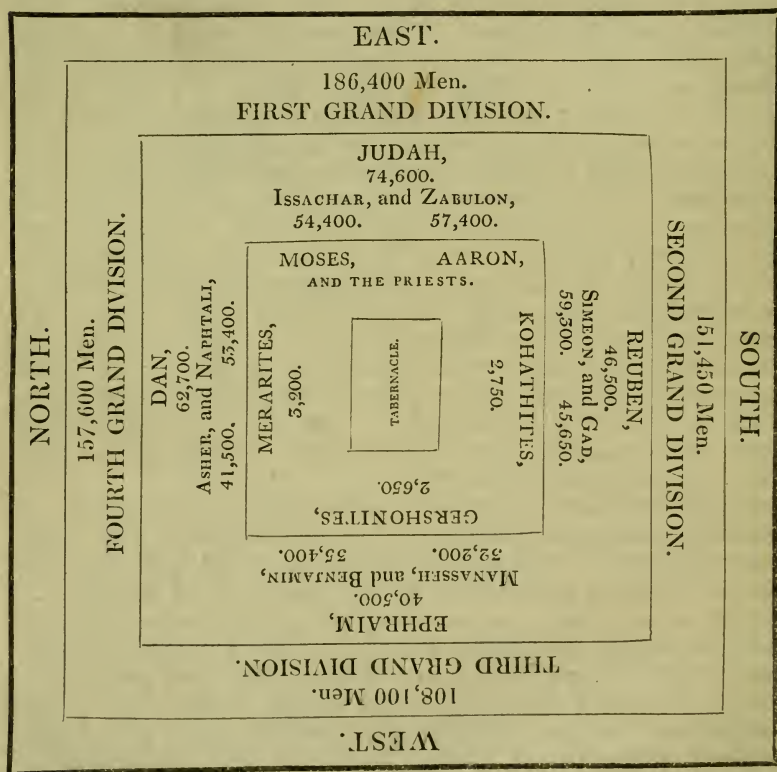 EAST.
186,400 Men.
FIRST GRAND DIVISION.
JUDAH,
74,600.
ISSACHAR, and ZABULON,
54,400. 57,400.
MOSES, AARON,
AND THE PRIESTS.
SOUTH.
151,450 Men.
SECOND GRAND DIVISION.
REUBEN,
46,500.
SIMEON, and GAD,
59,300. 45,650.
KOHATHITES,
2,750.
WEST.
108,100 Men.
THIRD GRAND DIVISION.
EPHRAIM,
40,500.
MANASSEH, and BENJAMIN,
32,200. 35,400.
GERSHONITES,
2,650.
NORTH.
157,600 Men.
FOURTH GRAND DIVISION.
DAN,
62,700.
ASHER, and NAPHTALI,
41,500. 53,400.
MERARITES,
3,200.
TABERNACLE.